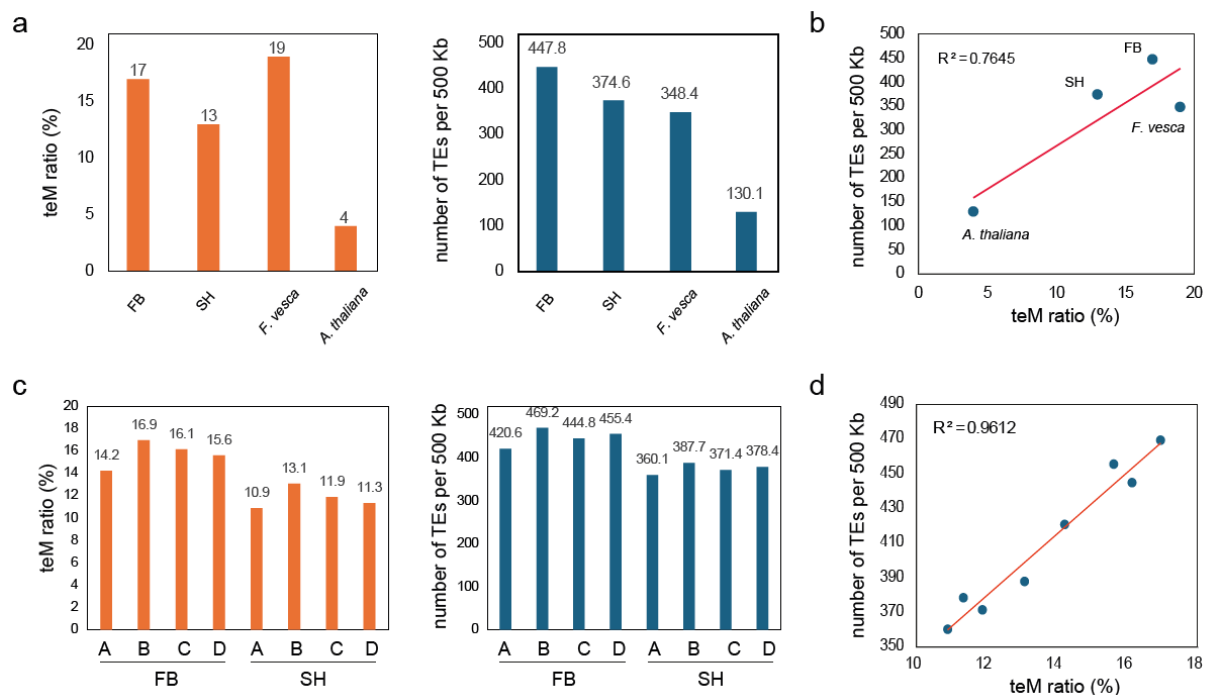 a
teM ratio (%)
20
15
10
5
0
17
13
19
4
FB
SH
F. vesca
A. thaliana
number of TEs per 500 Kb
500
400
300
200
100
0
447.8
374.6
348.4
130.1
FB
SH
F. vesca
A. thaliana
b
number of TEs per 500 Kb
500
450
400
350
300
250
200
150
100
50
0
R² = 0.7645
FB
SH
F. vesca
A. thaliana
0 5 10 15 20
teM ratio (%)
c
teM ratio (%)
20
18
16
14
12
10
8
6
4
2
0
14.2
16.9
16.1
15.6
10.9
13.1
11.9
11.3
A B C D A B C D
FB SH
number of TEs per 500 Kb
500
400
300
200
100
0
420.6
469.2
444.8
455.4
360.1
387.7
371.4
378.4
A B C D A B C D
FB SH
d
number of TEs per 500 Kb
490
470
450
430
410
390
370
350
R² = 0.9612
10 12 14 16 18
teM ratio (%)